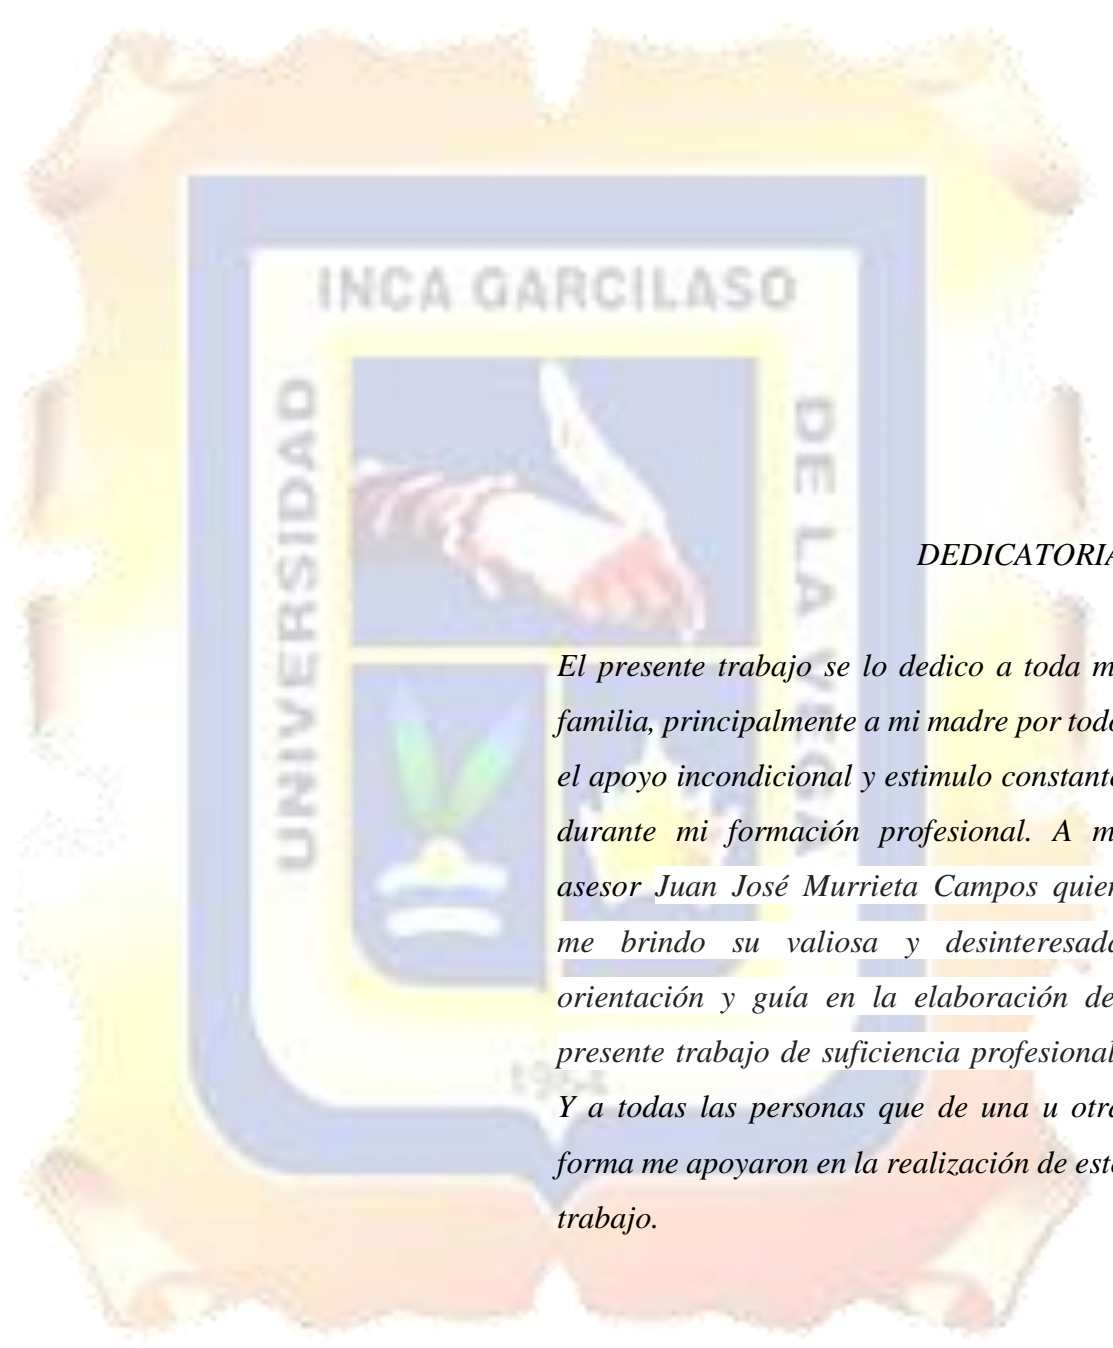 INCA GARCILASO
UNIVERSIDAD
DE LA VEGA
1964
DEDICATORIA
El presente trabajo se lo dedico a toda m
familia, principalmente a mi madre por todo
el apoyo incondicional y estimulo constante
durante mi formación profesional. A m
asesor Juan José Murrieta Campos quien
me brindo su valiosa y desinteresada
orientación y guía en la elaboración de
presente trabajo de suficiencia profesional.
Y a todas las personas que de una u otra
forma me apoyaron en la realización de este
trabajo.